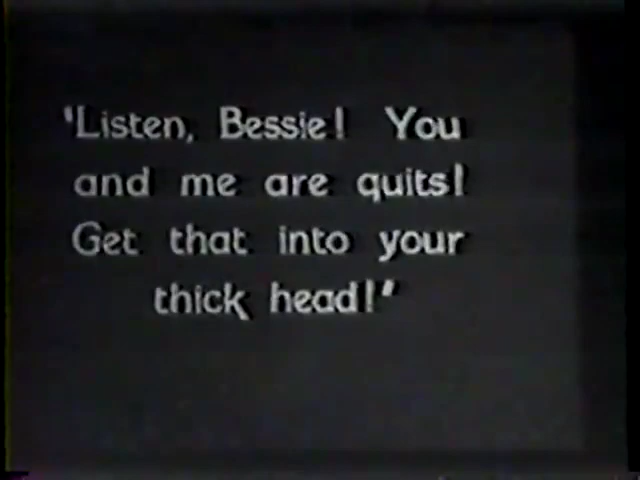 'Listen, Bessie! You
and me are quits!
Get that into your
thick head!"